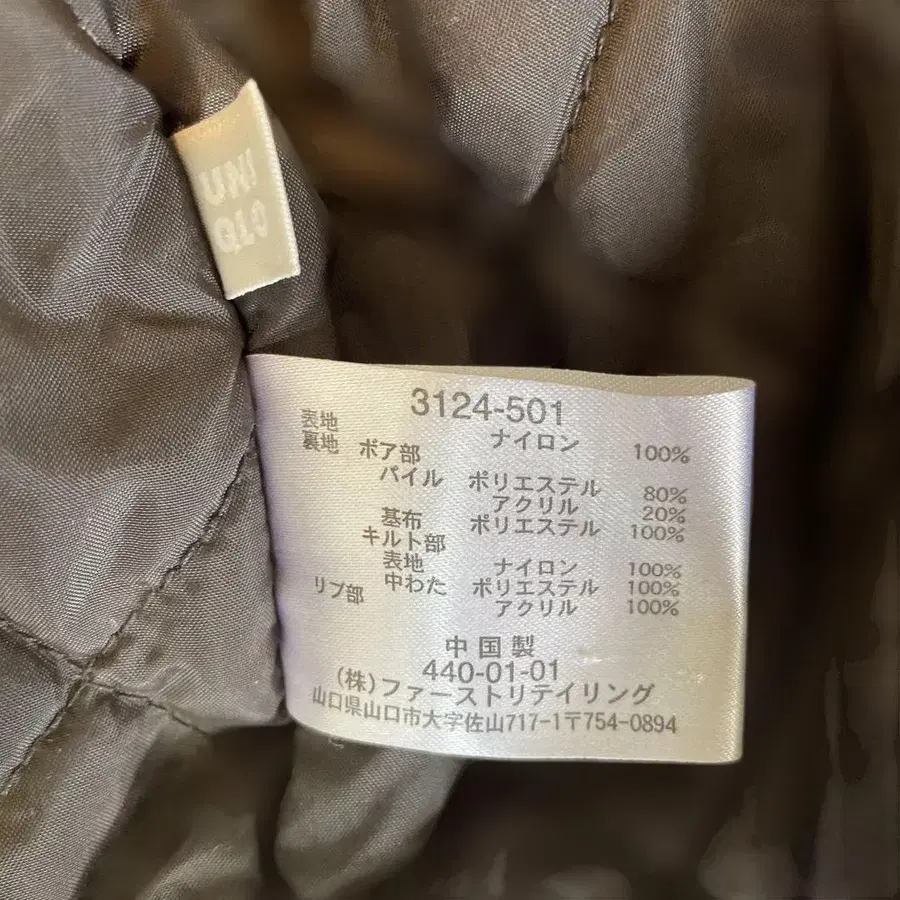 UNI
QLO
3124-501
表地 ナイロン 100%
裏地 ボア部
パイル ポリエステル 80%
アクリル 20%
基布 ポリエステル 100%
キルト部
表地 ナイロン 100%
中わた ポリエステル 100%
リブ部 アクリル 100%
中国製
440-01-01
(株)ファーストリテイリング
山口県山口市大字佐山717-1〒754-0894